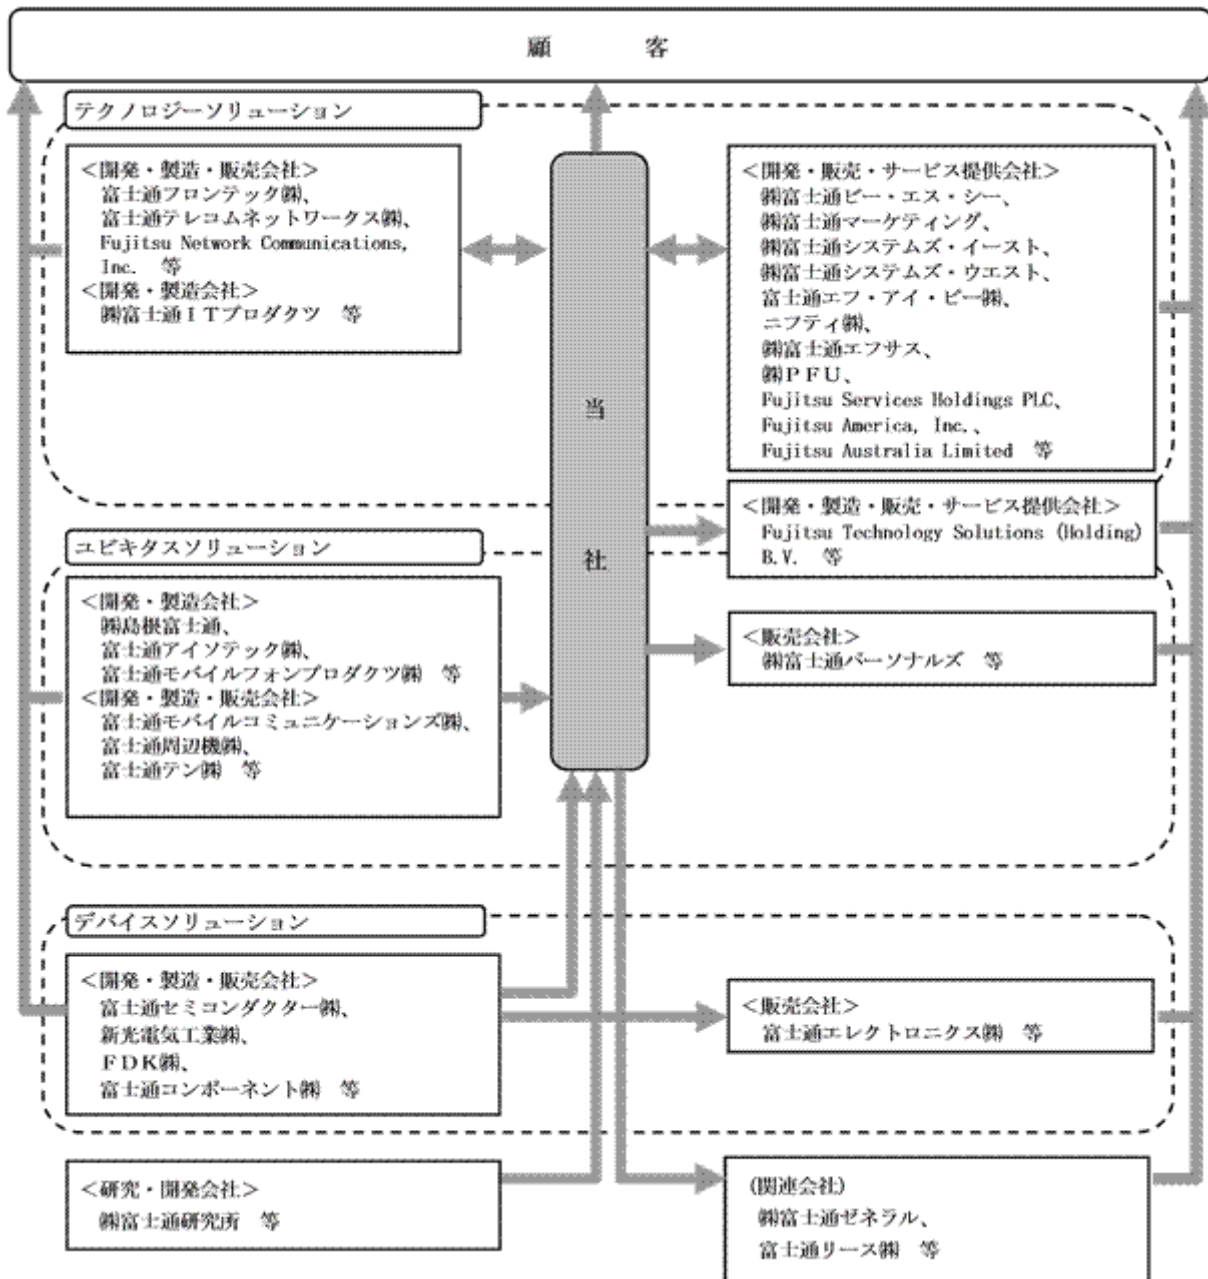 顧　客
テクノロジーソリューション
＜開発・製造・販売会社＞
富士通フロンテック㈱、
富士通テレコムネットワークス㈱、
Fujitsu Network Communications,
Inc.　等
＜開発・製造会社＞
㈱富士通ＩＴプロダクツ　等
当
社
＜開発・販売・サービス提供会社＞
㈱富士通ビー・エス・シー、
㈱富士通マーケティング、
㈱富士通システムズ・イースト、
㈱富士通システムズ・ウエスト、
富士通エフ・アイ・ピー㈱、
ニフティ㈱、
㈱富士通エフサス、
㈱ＰＦＵ、
Fujitsu Services Holdings PLC、
Fujitsu America, Inc.、
Fujitsu Australia Limited　等
＜開発・製造・販売・サービス提供会社＞
Fujitsu Technology Solutions (Holding)
B.V.　等
ユビキタスソリューション
＜開発・製造会社＞
㈱島根富士通、
富士通アイソテック㈱、
富士通モバイルフォンプロダクツ㈱　等
＜開発・製造・販売会社＞
富士通モバイルコミュニケーションズ㈱、
富士通周辺機㈱、
富士通テン㈱　等
＜販売会社＞
㈱富士通パーソナルズ　等
デバイスソリューション
＜開発・製造・販売会社＞
富士通セミコンダクター㈱、
新光電気工業㈱、
ＦＤＫ㈱、
富士通コンポーネント㈱　等
＜販売会社＞
富士通エレクトロニクス㈱　等
＜研究・開発会社＞
㈱富士通研究所　等
(関連会社)
㈱富士通ゼネラル、
富士通リース㈱　等